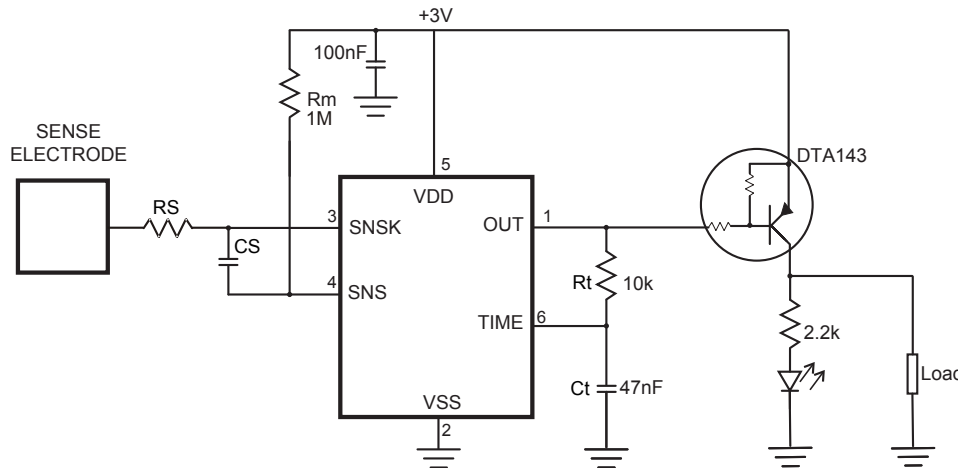 +3V
100nF
Rm
1M
SENSE
ELECTRODE
DTA143
5
VDD
RS
3
SNSK
OUT
1
CS
4
SNS
Rt
10k
TIME
6
2.2k
Ct
47nF
Load
VSS
2